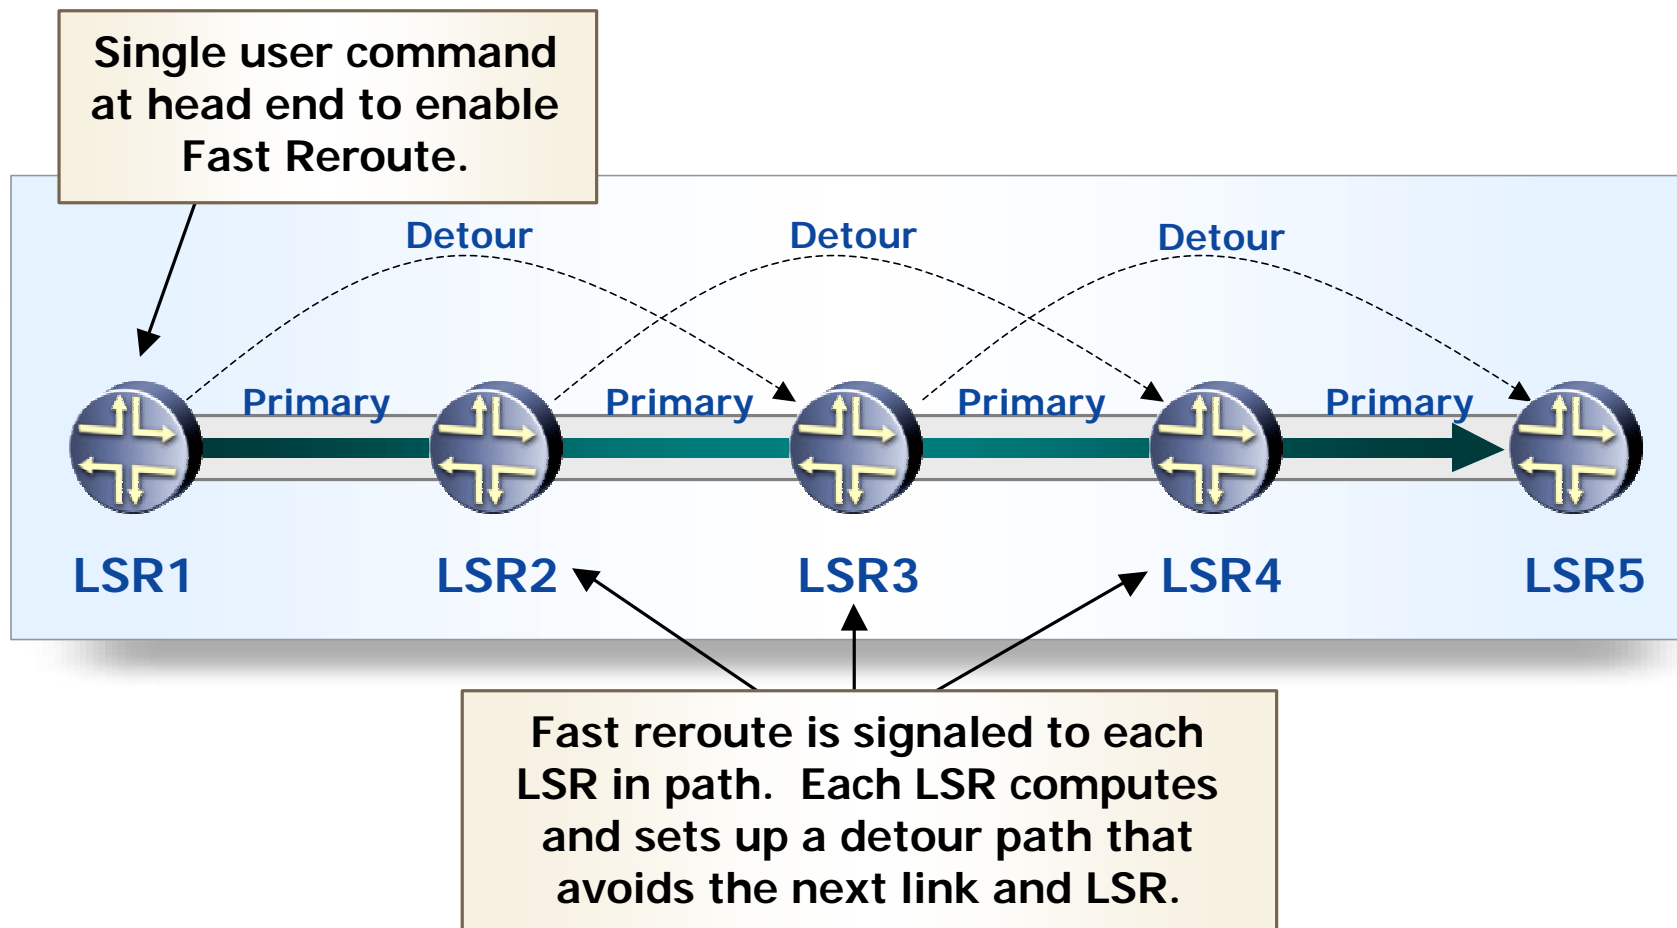 Single user command
at head end to enable
Fast Reroute.
Detour Detour Detour
Primary Primary Primary Primary
LSR1 LSR2 LSR3 LSR4 LSR5
Fast reroute is signaled to each
LSR in path. Each LSR computes
and sets up a detour path that
avoids the next link and LSR.